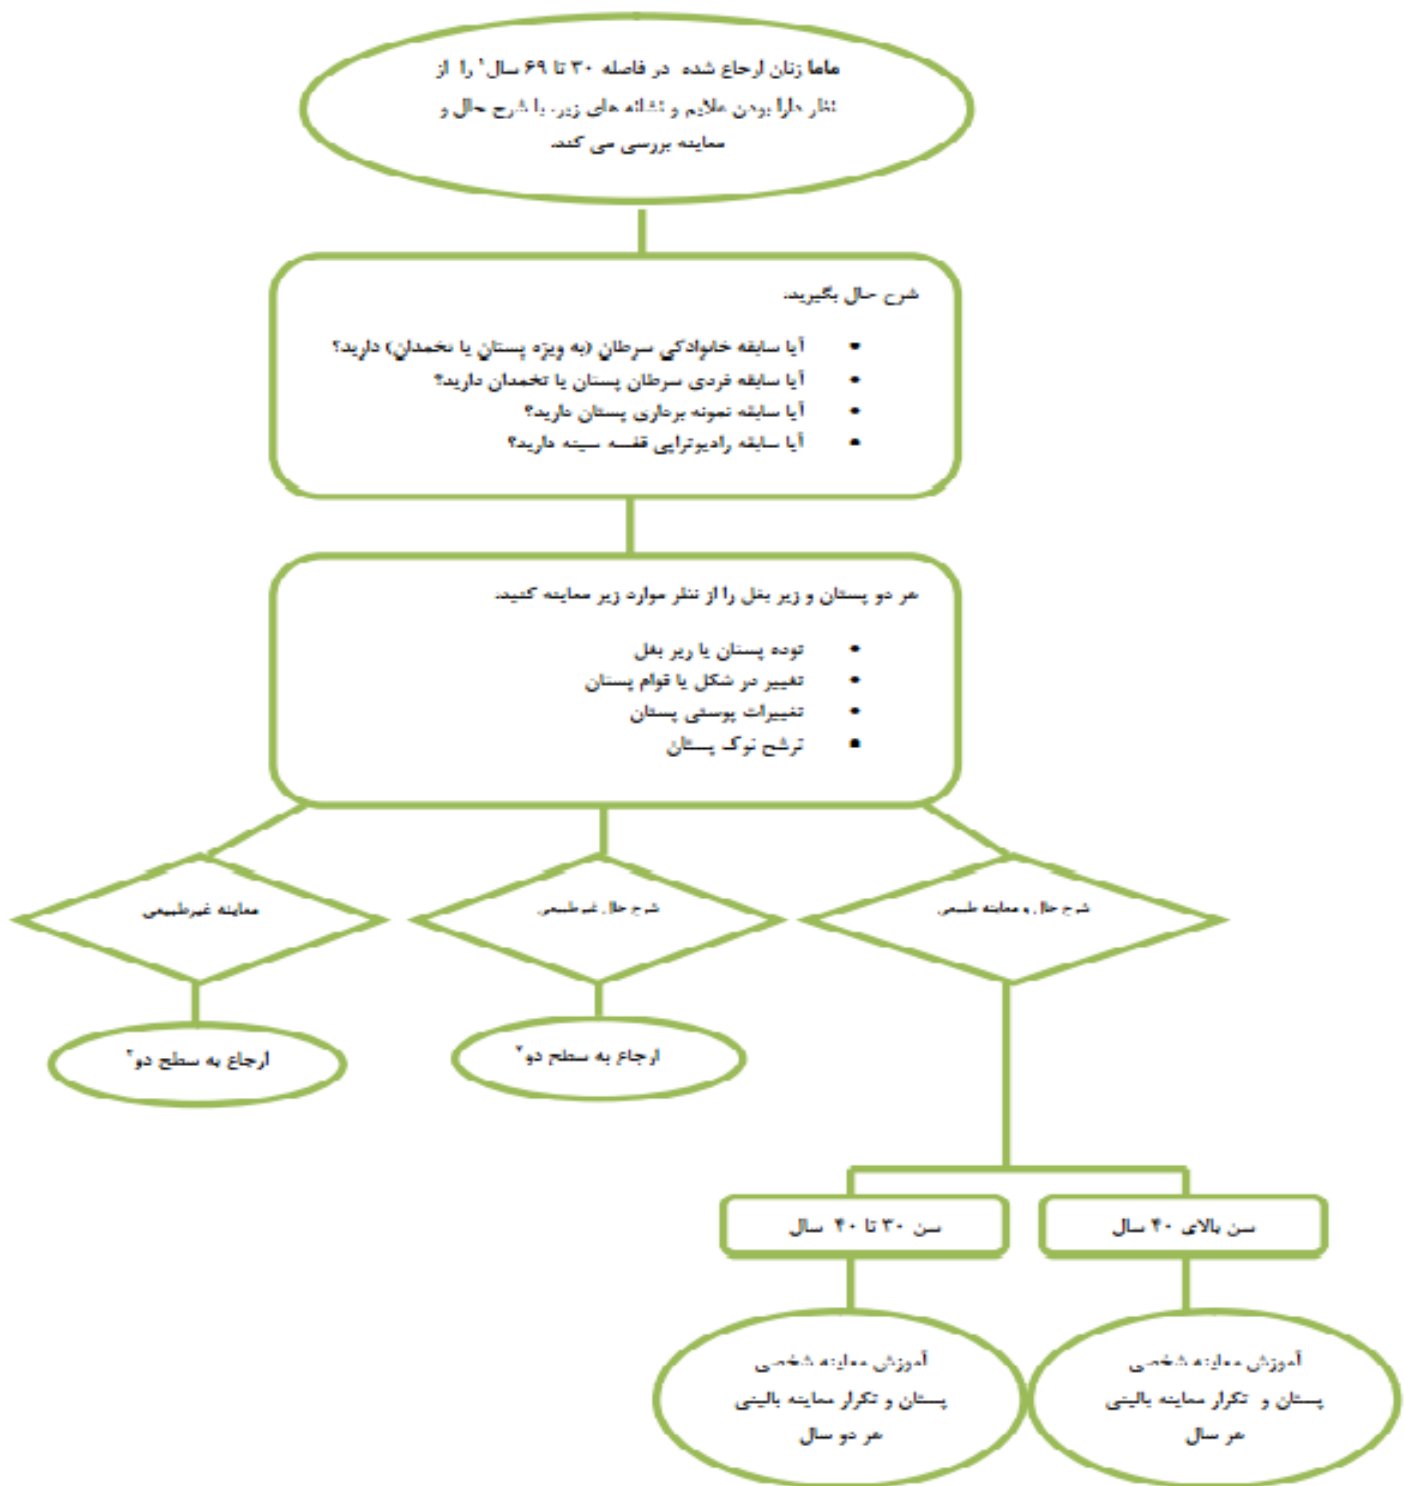 ماما زنان ارجاع شده در فاصله ۳۰ تا ۶۹ سال۱ را از
نظر دارا بودن علایم و نشانه های زیر، با شرح حال و
معاینه بررسی می کند.
شرح حال بگیرید:
• آیا سابقه خانوادگی سرطان (به ویژه پستان یا تخمدان) دارید؟
• آیا سابقه فردی سرطان پستان یا تخمدان دارید؟
• آیا سابقه نمونه برداری پستان دارید؟
• آیا سابقه رادیوتراپی قفسه سینه دارید؟
هر دو پستان و زیر بغل را از نظر موارد زیر معاینه کنید:
• توده پستان یا زیر بغل
• تغییر در شکل یا قوام پستان
• تغییرات پوستی پستان
• ترشح نوک پستان
شرح حال و معاینه طبیعی
شرح حال غیرطبیعی
معاینه غیرطبیعی
ارجاع به سطح دو۲
ارجاع به سطح دو۲
سن بالای ۴۰ سال
سن ۳۰ تا ۴۰ سال
آموزش معاینه شخصی
پستان و تکرار معاینه بالینی
هر سال
آموزش معاینه شخصی
پستان و تکرار معاینه بالینی
هر دو سال